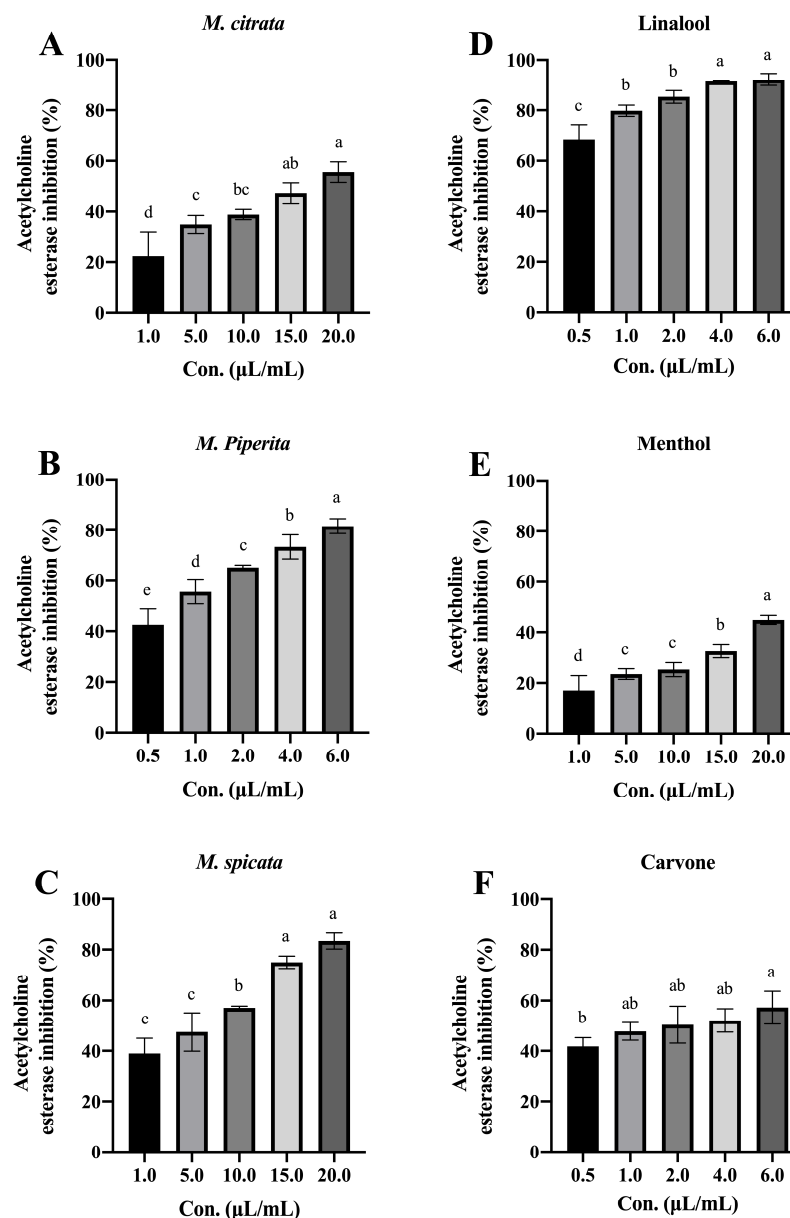 A
M. citrata
Acetylcholine
esterase inhibition (%)
100
80
60
40
20
0
d
c
bc
ab
a
1.0 5.0 10.0 15.0 20.0
Con. (µL/mL)
D
Linalool
Acetylcholine
esterase inhibition (%)
100
80
60
40
20
0
c
b
b
a
a
0.5 1.0 2.0 4.0 6.0
Con. (µL/mL)
B
M. Piperita
Acetylcholine
esterase inhibition (%)
100
80
60
40
20
0
e
d
c
b
a
0.5 1.0 2.0 4.0 6.0
Con. (µL/mL)
E
Menthol
Acetylcholine
esterase inhibition (%)
100
80
60
40
20
0
d
c
c
b
a
1.0 5.0 10.0 15.0 20.0
Con. (µL/mL)
C
M. spicata
Acetylcholine
esterase inhibition (%)
100
80
60
40
20
0
c
c
b
a
a
1.0 5.0 10.0 15.0 20.0
Con. (µL/mL)
F
Carvone
Acetylcholine
esterase inhibition (%)
100
80
60
40
20
0
b
ab
ab
ab
a
0.5 1.0 2.0 4.0 6.0
Con. (µL/mL)